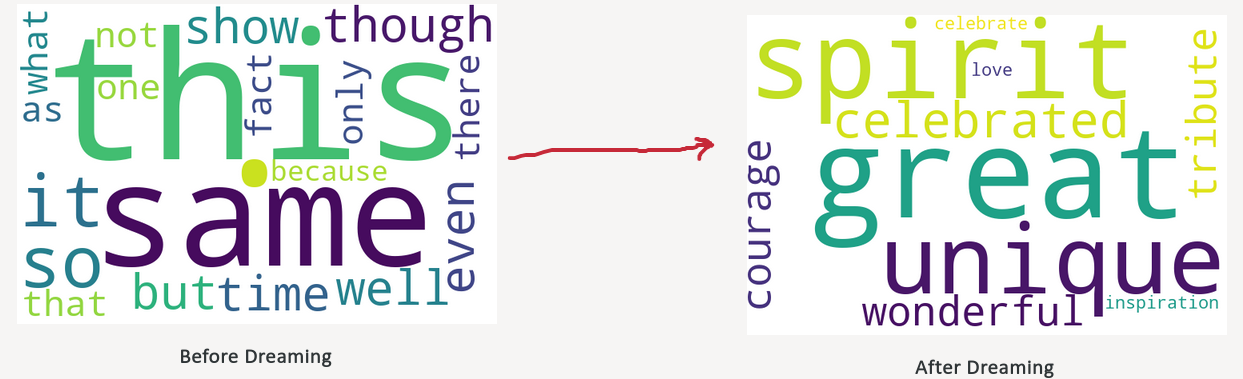 what
as
not
one
show
.
though
this
fact
only
there
.
because
it
same
so
even
that
but
time
well
Before Dreaming
celebrate
spirit
love
celebrated
tribute
courage
great
unique
wonderful
inspiration
After Dreaming